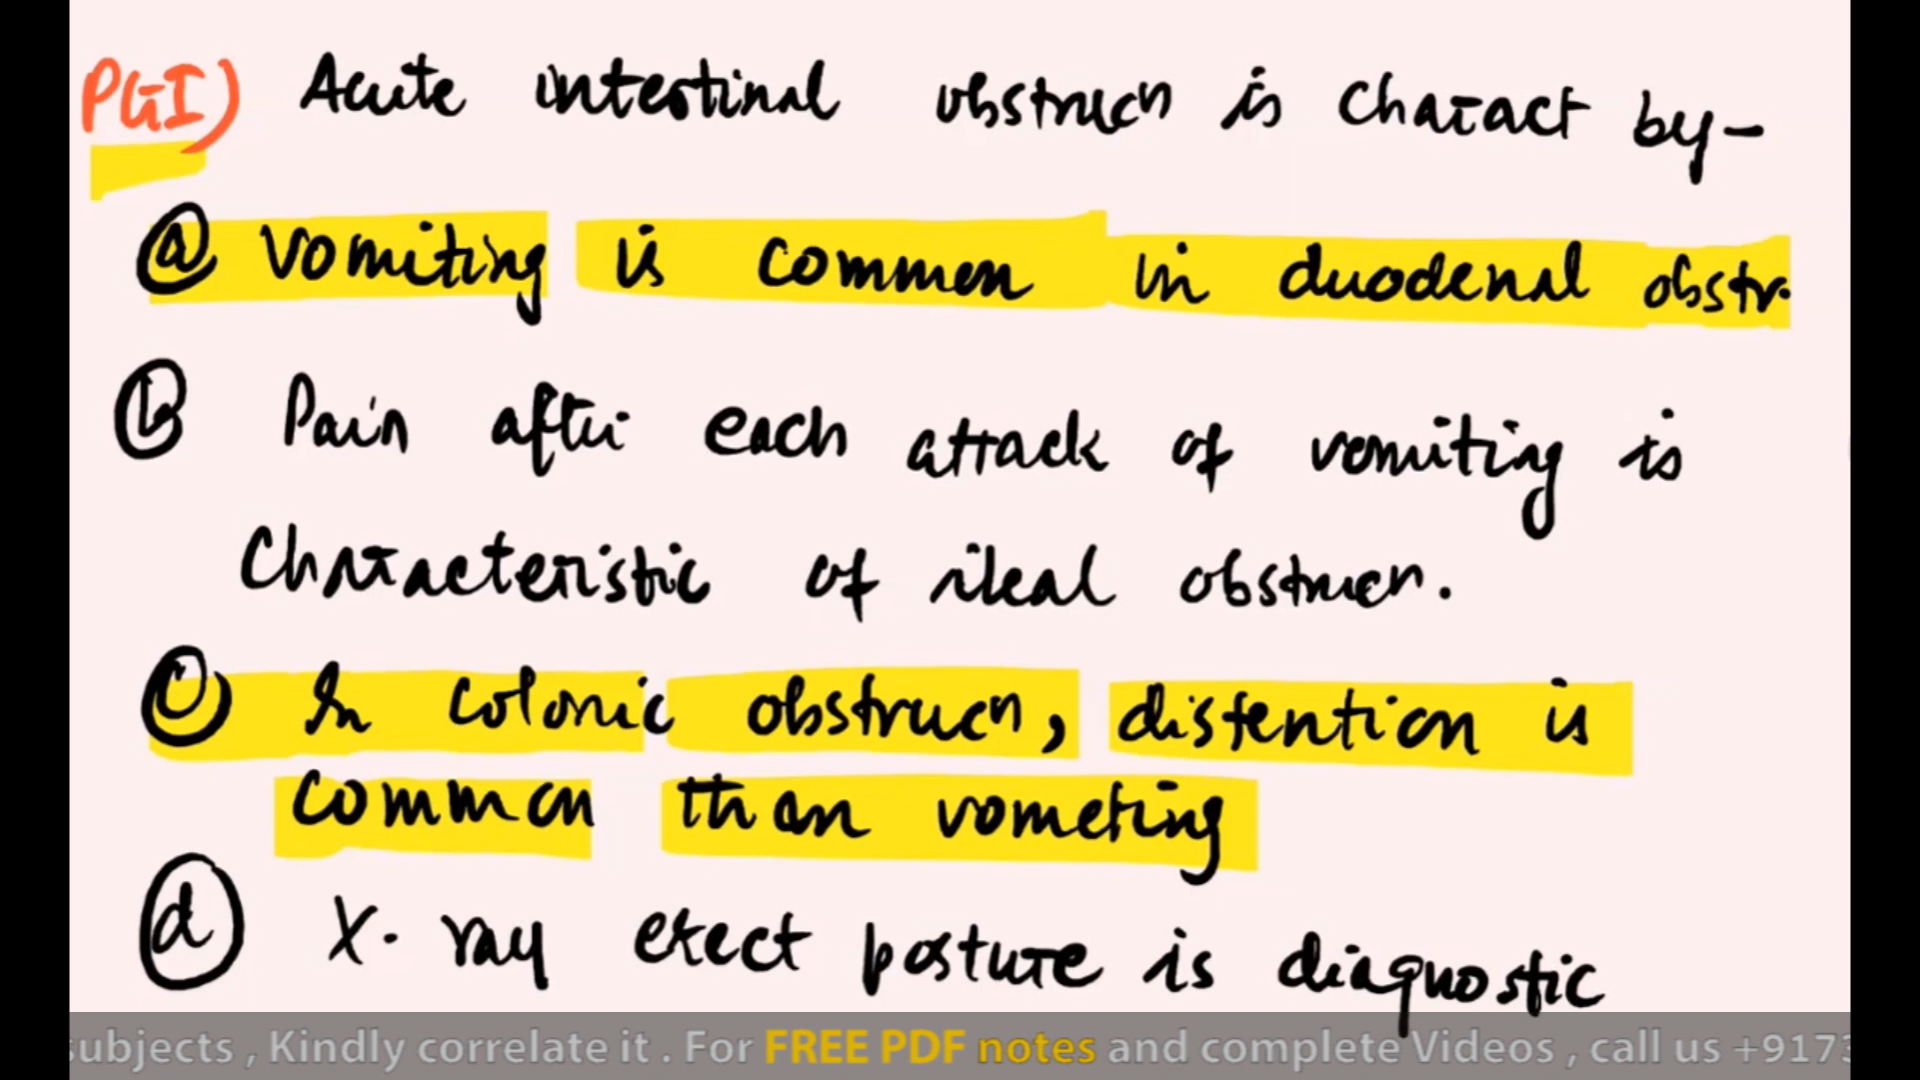 PGI) Acute intestinal obstrucn is charact by-
(a) Vomiting is common in duodenal obstr.
(b) Pain after each attack of vomiting is
Characteristic of ileal obstrucn.
(c) In colonic obstrucn, distention is
common than vometing
(d) X-ray erect posture is diagnostic
subjects , Kindly correlate it . For FREE PDF notes and complete Videos , call us +9173